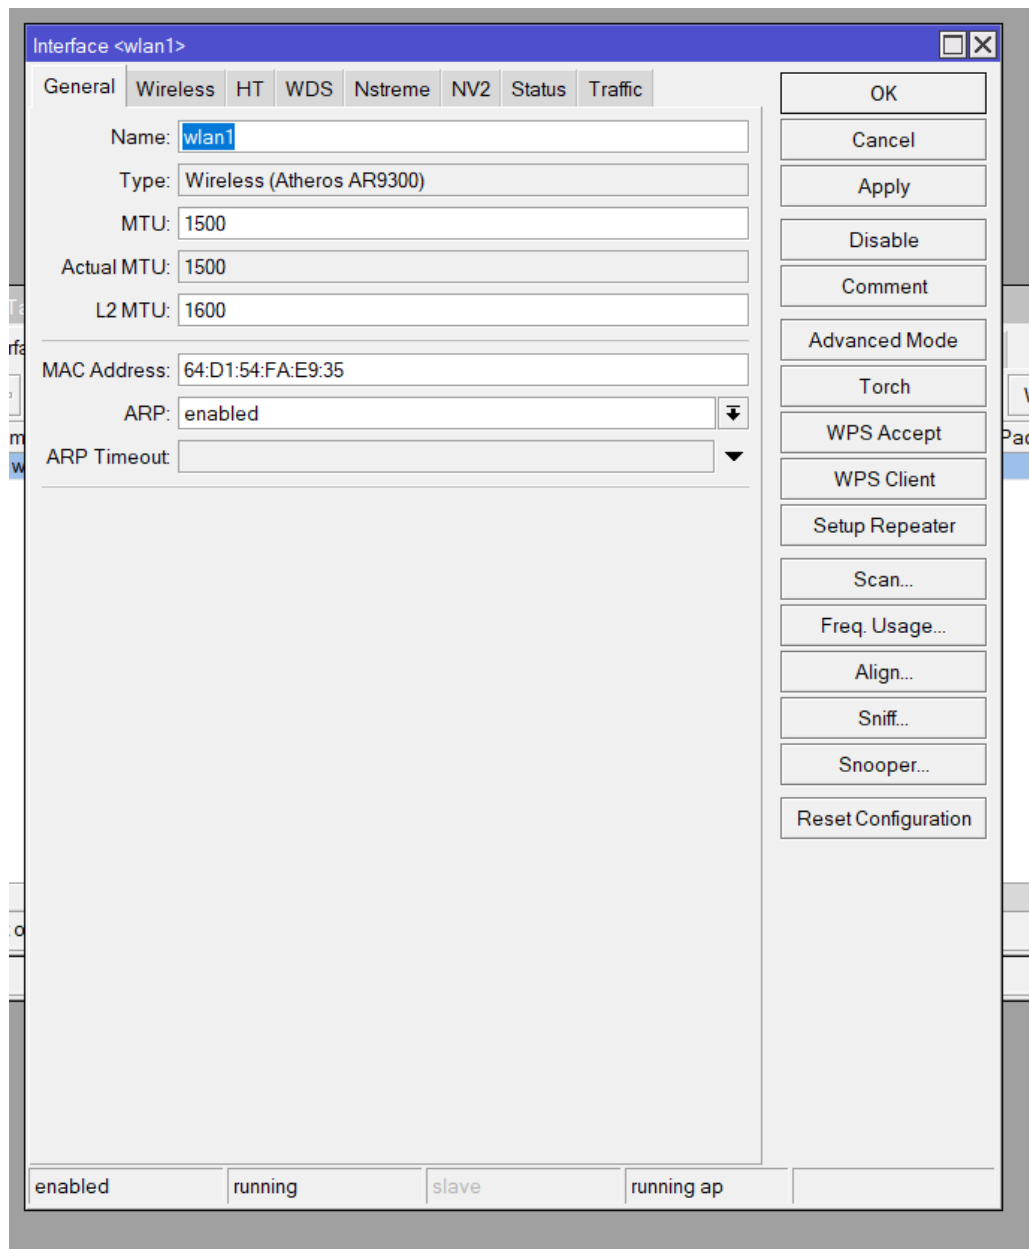 Interface <wlan1>
General Wireless HT WDS Nstreme NV2 Status Traffic
Name: wlan1
Type: Wireless (Atheros AR9300)
MTU: 1500
Actual MTU: 1500
L2 MTU: 1600
MAC Address: 64:D1:54:FA:E9:35
ARP: enabled
ARP Timeout:
OK
Cancel
Apply
Disable
Comment
Advanced Mode
Torch
WPS Accept
WPS Client
Setup Repeater
Scan...
Freq. Usage...
Align...
Sniff...
Snooper...
Reset Configuration
enabled running slave running ap